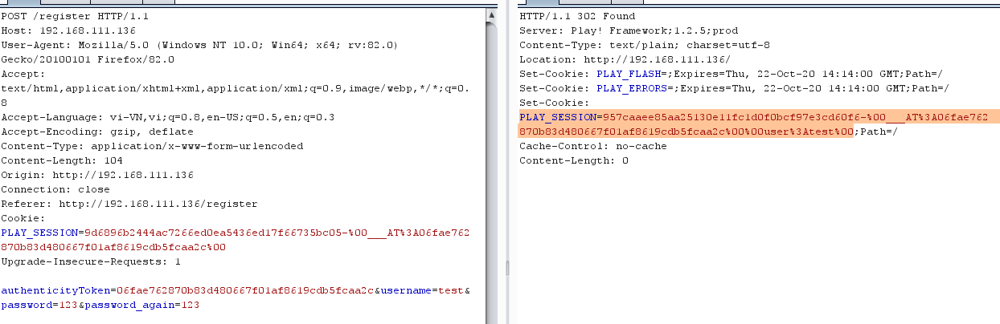 POST /register HTTP/1.1
Host: 192.168.111.136
User-Agent: Mozilla/5.0 (Windows NT 10.0; Win64; x64; rv:82.0)
Gecko/20100101 Firefox/82.0
Accept:
text/html,application/xhtml+xml,application/xml;q=0.9,image/webp,*/*;q=0.
8
Accept-Language: vi-VN,vi;q=0.8,en-US;q=0.5,en;q=0.3
Accept-Encoding: gzip, deflate
Content-Type: application/x-www-form-urlencoded
Content-Length: 104
Origin: http://192.168.111.136
Connection: close
Referer: http://192.168.111.136/register
Cookie:
PLAY_SESSION=9d6896b2444ac7266ed0ea5436ed17f66735bc05-%00___AT%3A06fae762
870b83d480667f01af8619cdb5fcaa2c%00
Upgrade-Insecure-Requests: 1

authenticityToken=06fae762870b83d480667f01af8619cdb5fcaa2c&username=test&
password=123&password_again=123

HTTP/1.1 302 Found
Server: Play! Framework;1.2.5;prod
Content-Type: text/plain; charset=utf-8
Location: http://192.168.111.136/
Set-Cookie: PLAY_FLASH=;Expires=Thu, 22-Oct-20 14:14:00 GMT;Path=/
Set-Cookie: PLAY_ERRORS=;Expires=Thu, 22-Oct-20 14:14:00 GMT;Path=/
Set-Cookie:
PLAY_SESSION=957caaee85aa25130e11fc1d0f0bcf97e3cd60f6-%00___AT%3A06fae762
870b83d480667f01af8619cdb5fcaa2c%00%00user%3Atest%00;Path=/
Cache-Control: no-cache
Content-Length: 0